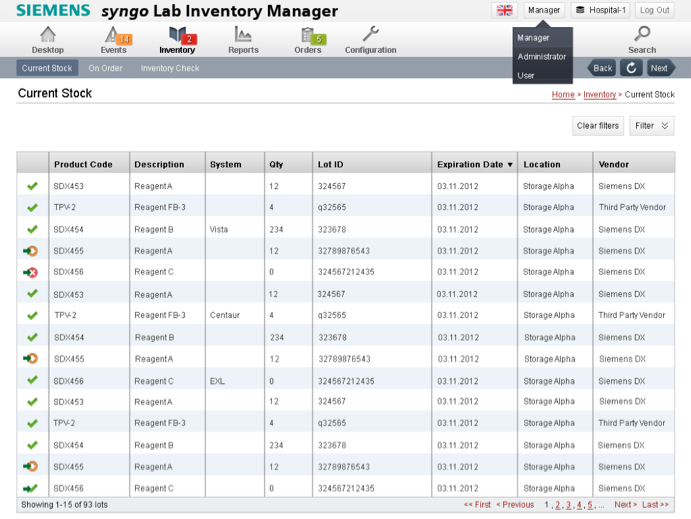 SIEMENS syngo Lab Inventory Manager
Manager Hospital-1 Log Out
Manager
Administrator
User
14 2 5
Desktop Events Inventory Reports Orders Configuration Search
Current Stock On Order Inventory Check Back Next
Current Stock
Home > Inventory > Current Stock
Clear filters Filter
Product Code Description System Qty Lot ID Expiration Date Location Vendor
SDX453 ReagentA 12 324567 03.11.2012 Storage Alpha Siemens DX
TPV-2 Reagent FB-3 4 q32565 03.11.2012 Storage Alpha Third Party Vendor
SDX454 Reagent B Vista 234 323678 03.11.2012 Storage Alpha Siemens DX
SDX455 ReagentA 12 32789876543 03.11.2012 Storage Alpha Siemens DX
SDX456 Reagent C 0 324567212435 03.11.2012 Storage Alpha Siemens DX
SDX453 ReagentA 12 324567 03.11.2012 Storage Alpha Siemens DX
TPV-2 Reagent FB-3 Centaur 4 q32565 03.11.2012 Storage Alpha Third Party Vendor
SDX454 Reagent B 234 323678 03.11.2012 Storage Alpha Siemens DX
SDX455 ReagentA 12 32789876543 03.11.2012 Storage Alpha Siemens DX
SDX456 Reagent C EXL 0 324567212435 03.11.2012 Storage Alpha Siemens DX
SDX453 ReagentA 12 324567 03.11.2012 Storage Alpha Siemens DX
TPV-2 Reagent FB-3 4 q32565 03.11.2012 Storage Alpha Third Party Vendor
SDX454 Reagent B 234 323678 03.11.2012 Storage Alpha Siemens DX
SDX455 ReagentA 12 32789876543 03.11.2012 Storage Alpha Siemens DX
SDX456 Reagent C 0 324567212435 03.11.2012 Storage Alpha Siemens DX
Showing 1-15 of 93 lots << First < Previous 1 , 2 , 3 , 4 , 5 , ... Next > Last >>